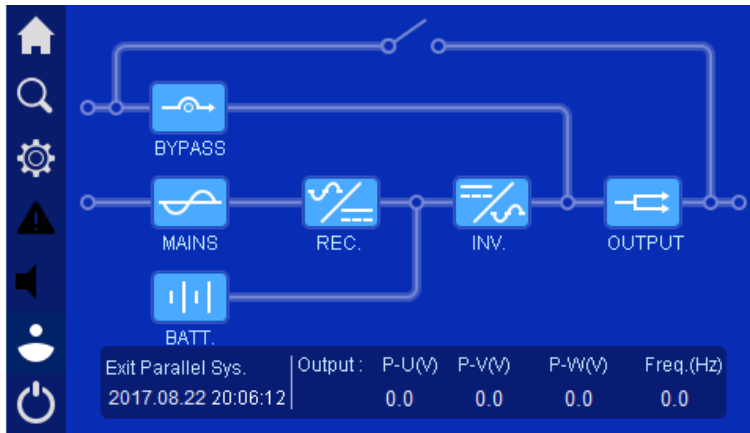 BYPASS
MAINS
REC.
INV.
OUTPUT
BATT.
Exit Parallel Sys.
2017.08.22 20:06:12
Output : P-U(V) P-V(V) P-W(V) Freq.(Hz)
0.0 0.0 0.0 0.0